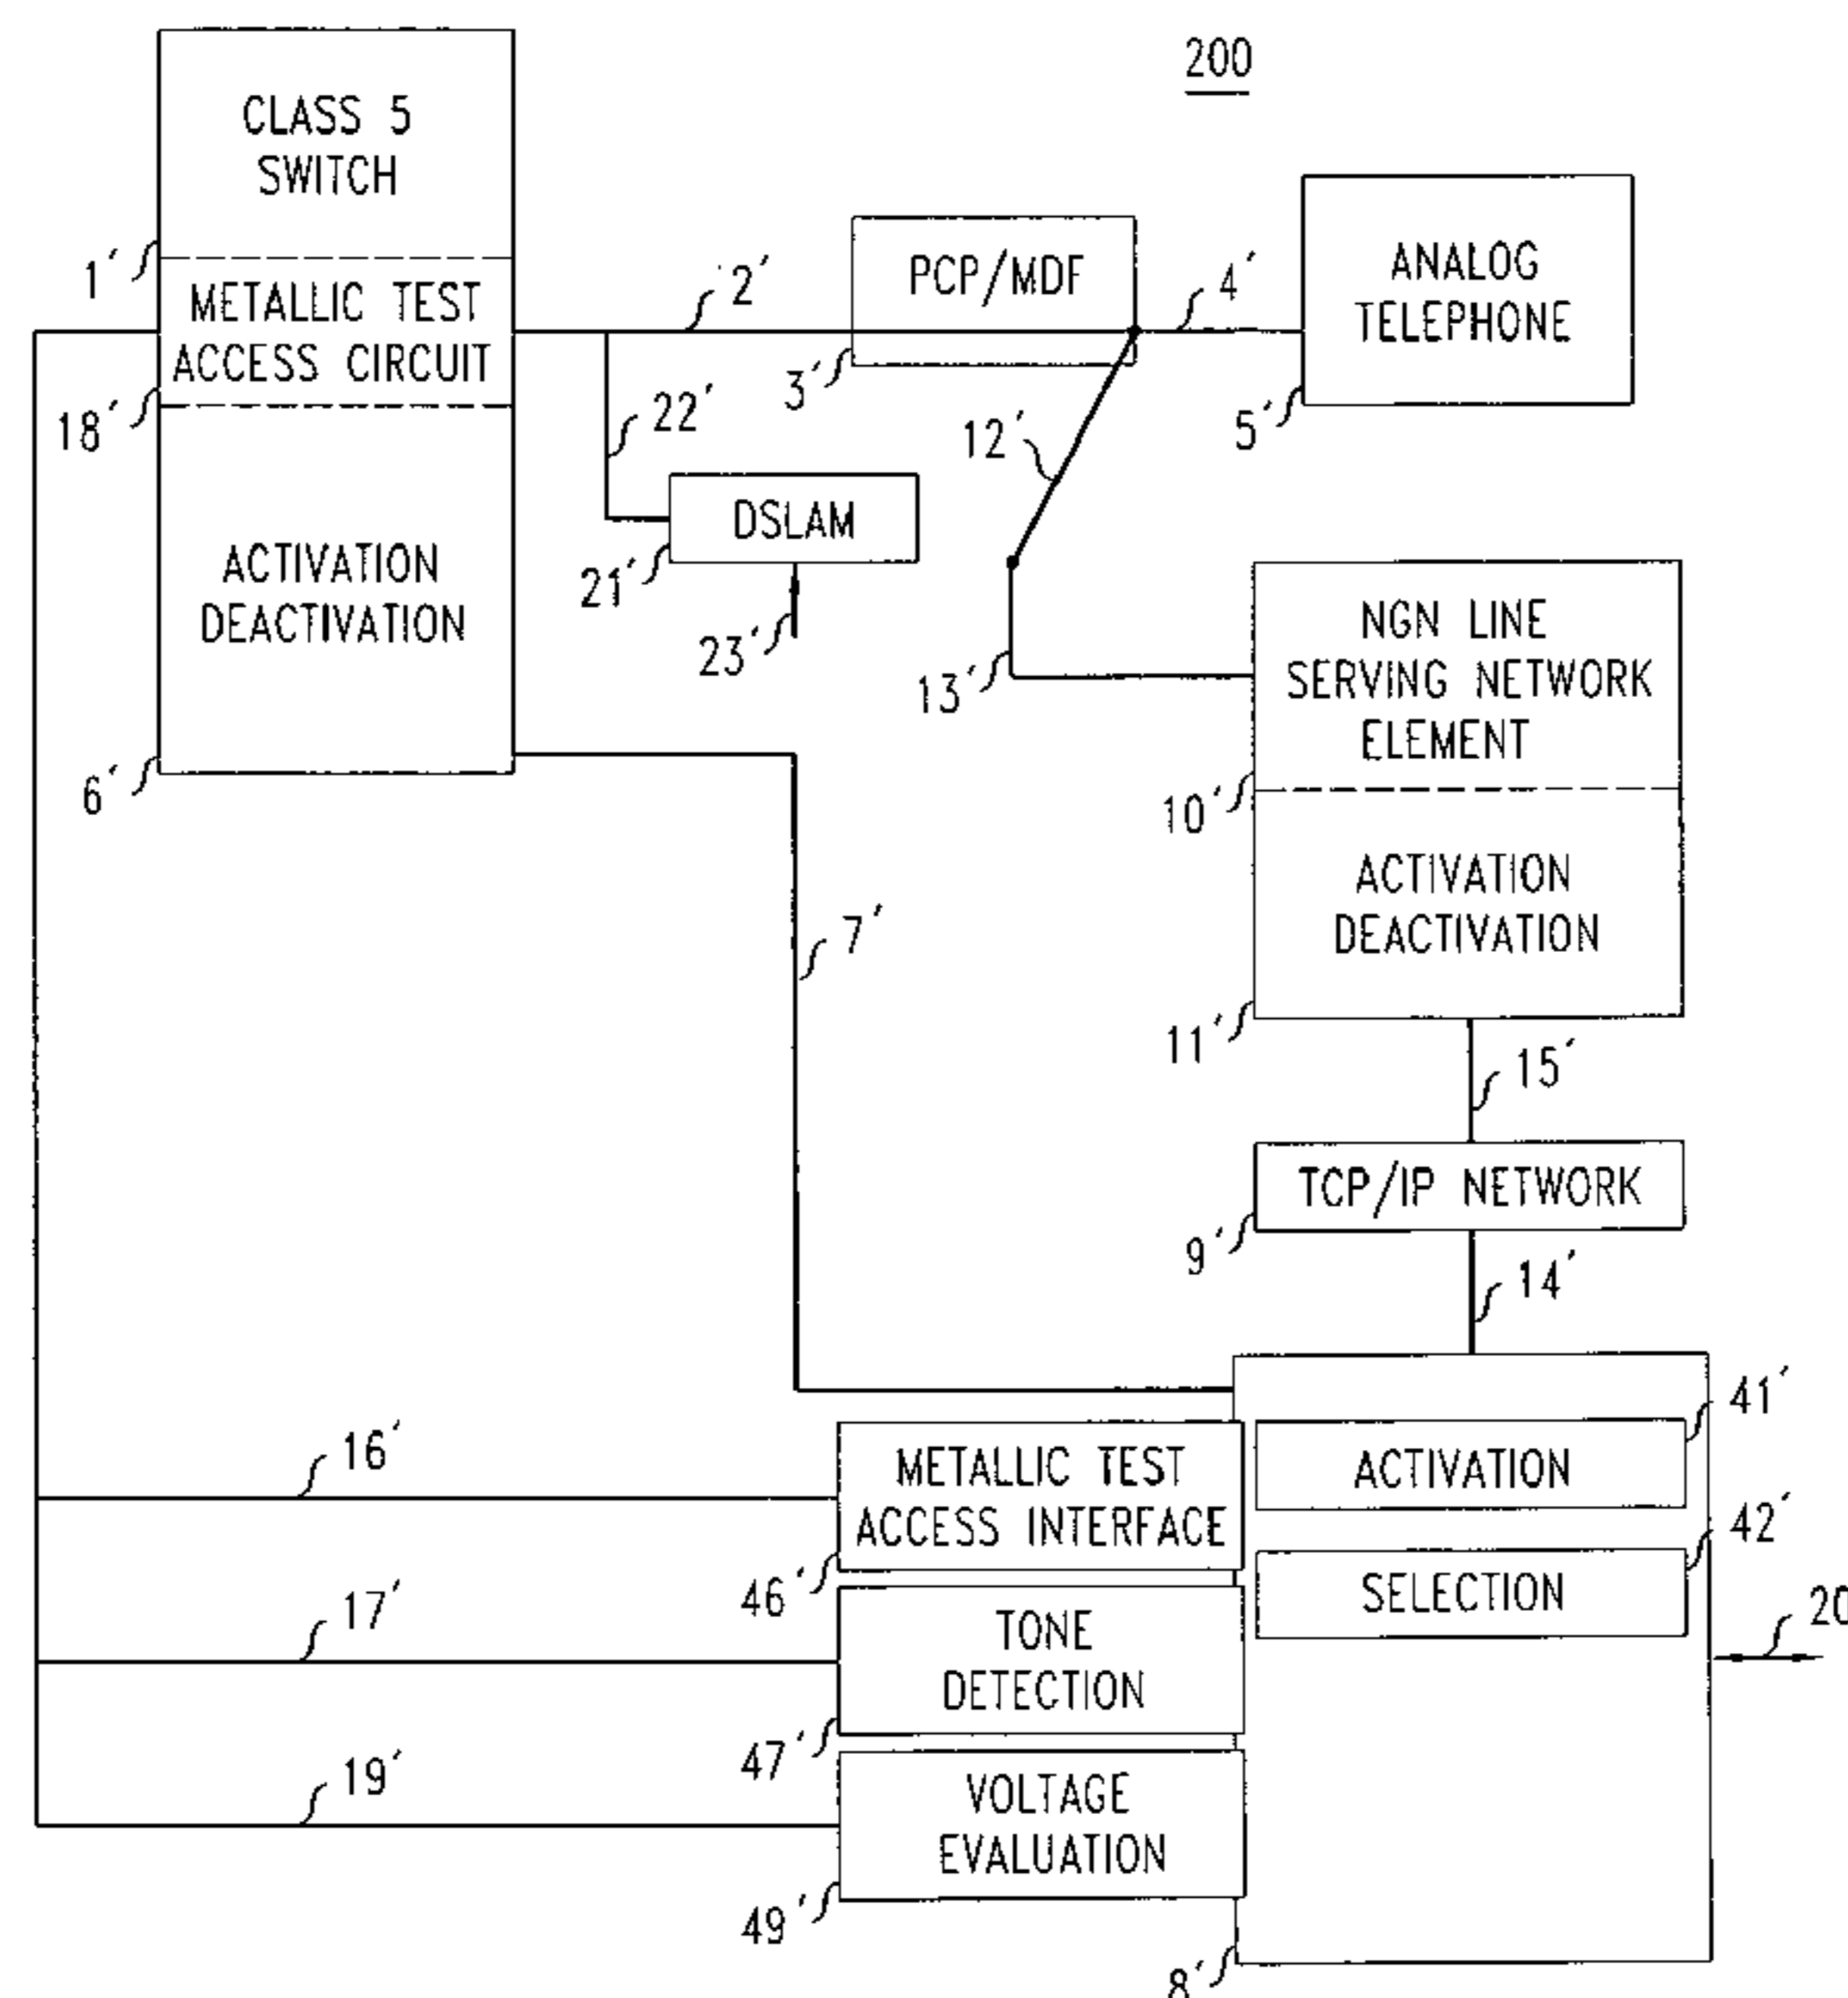 200
CLASS 5
SWITCH
1'
METALLIC TEST
ACCESS CIRCUIT
18'
ACTIVATION
DEACTIVATION
6'
2'
PCP/MDF
3'
4'
ANALOG
TELEPHONE
5'
22'
DSLAM
21'
23'
12'
13'
NGN LINE
SERVING NETWORK
ELEMENT
10'
ACTIVATION
DEACTIVATION
11'
7'
15'
TCP/IP NETWORK
9'
14'
41'
ACTIVATION
42'
SELECTION
20
16'
METALLIC TEST
ACCESS INTERFACE
46'
17'
TONE
DETECTION
47'
19'
VOLTAGE
EVALUATION
49'
8'